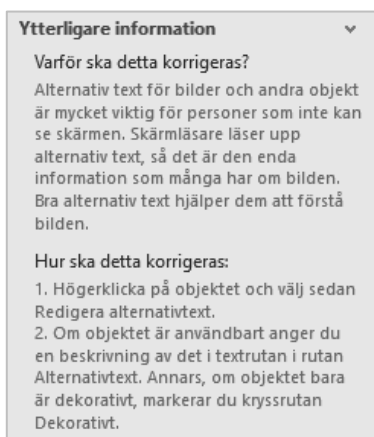 Ytterligare information
Varför ska detta korrigeras?
Alternativ text för bilder och andra objekt
är mycket viktig för personer som inte kan
se skärmen. Skärmläsare läser upp
alternativ text, så det är den enda
information som många har om bilden.
Bra alternativ text hjälper dem att förstå
bilden.
Hur ska detta korrigeras:
1. Högerklicka på objektet och välj sedan
Redigera alternativtext.
2. Om objektet är användbart anger du
en beskrivning av det i textrutan i rutan
Alternativtext. Annars, om objektet bara
är dekorativt, markerar du kryssrutan
Dekorativt.